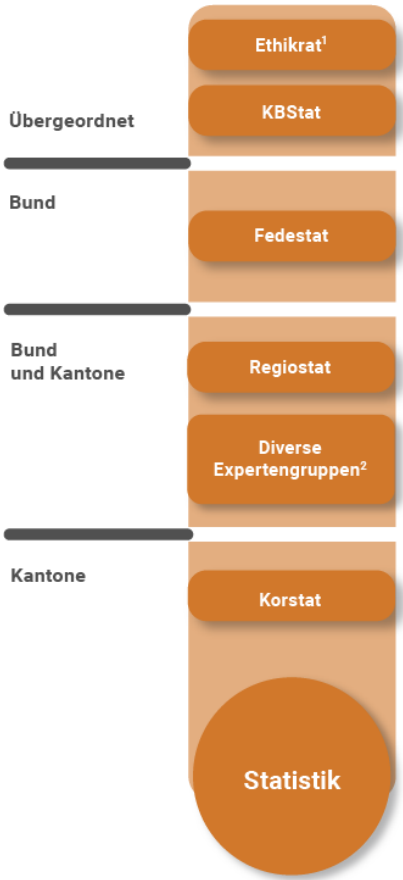 Ethikrat¹
KBStat
Übergeordnet
Bund
Fedestat
Bund
und Kantone
Regiostat
Diverse
Expertengruppen²
Kantone
Korstat
Statistik